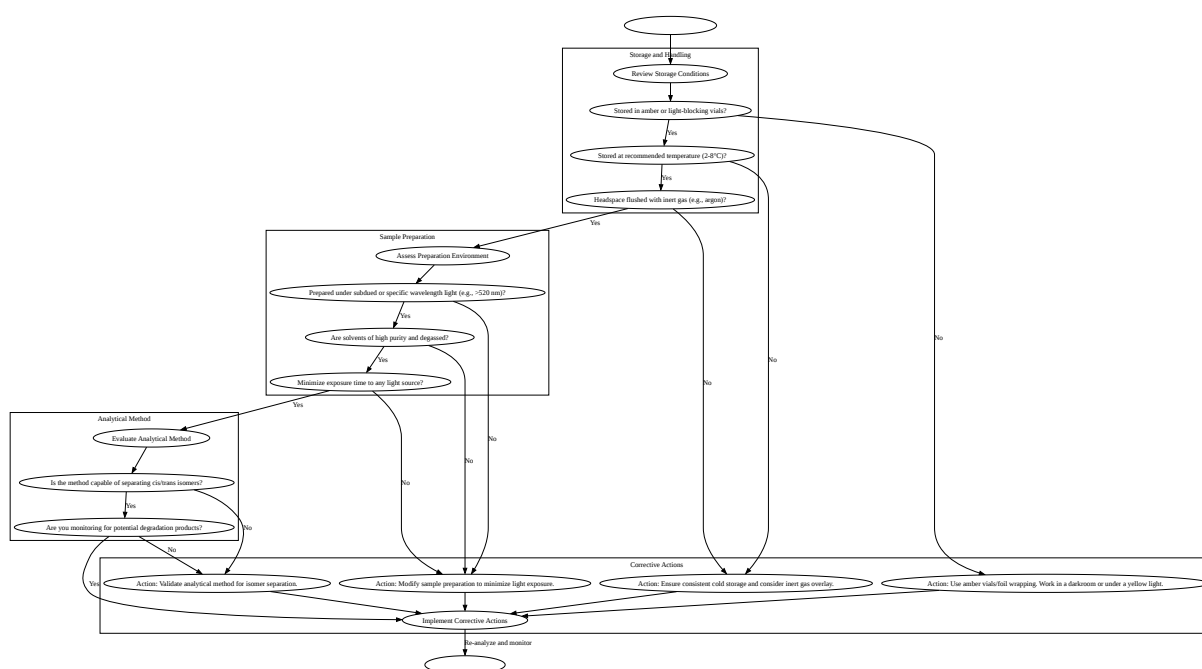 Storage and Handling
Review Storage Conditions
Stored in amber or light-blocking vials?
Yes
Stored at recommended temperature (2-8°C)?
Yes
Headspace flushed with inert gas (e.g., argon)?
Yes
Sample Preparation
Assess Preparation Environment
Prepared under subdued or specific wavelength light (e.g., >520 nm)?
Yes
Are solvents of high purity and degassed?
No
No
Yes
Minimize exposure time to any light source?
No
Yes
Analytical Method
Evaluate Analytical Method
No
No
Is the method capable of separating cis/trans isomers?
No
Yes
Are you monitoring for potential degradation products?
No
No
Corrective Actions
Yes
Action: Validate analytical method for isomer separation.
Action: Modify sample preparation to minimize light exposure.
Action: Ensure consistent cold storage and consider inert gas overlay.
Action: Use amber vials/foil wrapping. Work in a darkroom or under a yellow light.
Implement Corrective Actions
Re-analyze and monitor